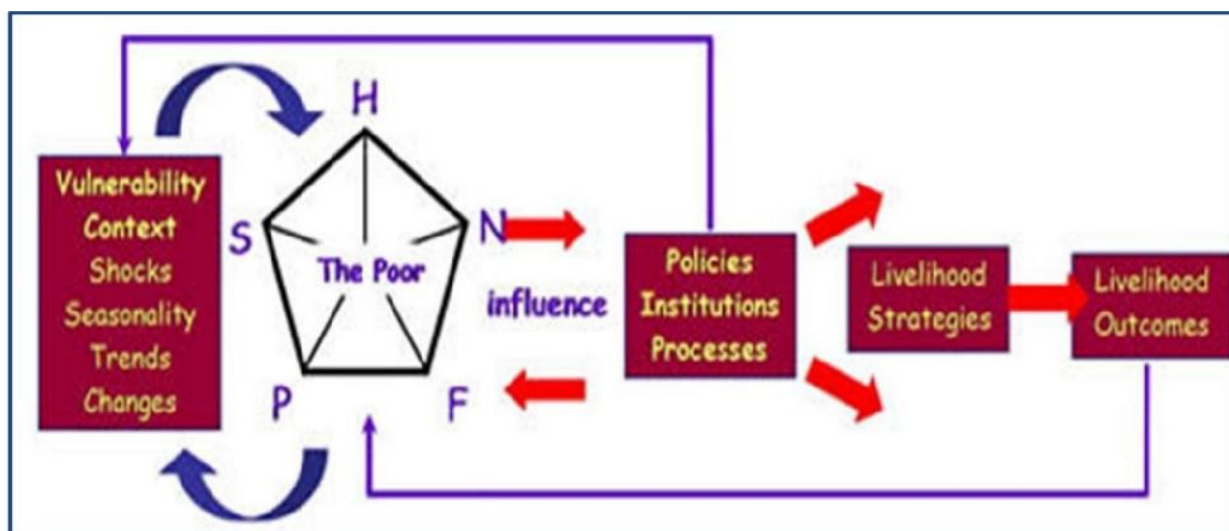 Vulnerability
Context
Shocks
Seasonality
Trends
Changes
H
S
N
The Poor
P
F
influence
Policies
Institutions
Processes
Livelihood
Strategies
Livelihood
Outcomes